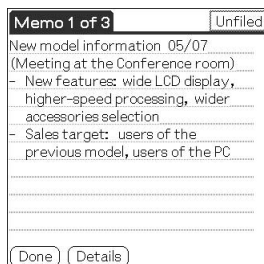 Memo 1 of 3
Unfiled
New model information 05/07
(Meeting at the Conference room)
- New features: wide LCD display,
higher-speed processing, wider
accessories selection
- Sales target: users of the
previous model, users of the PC
Done
Details